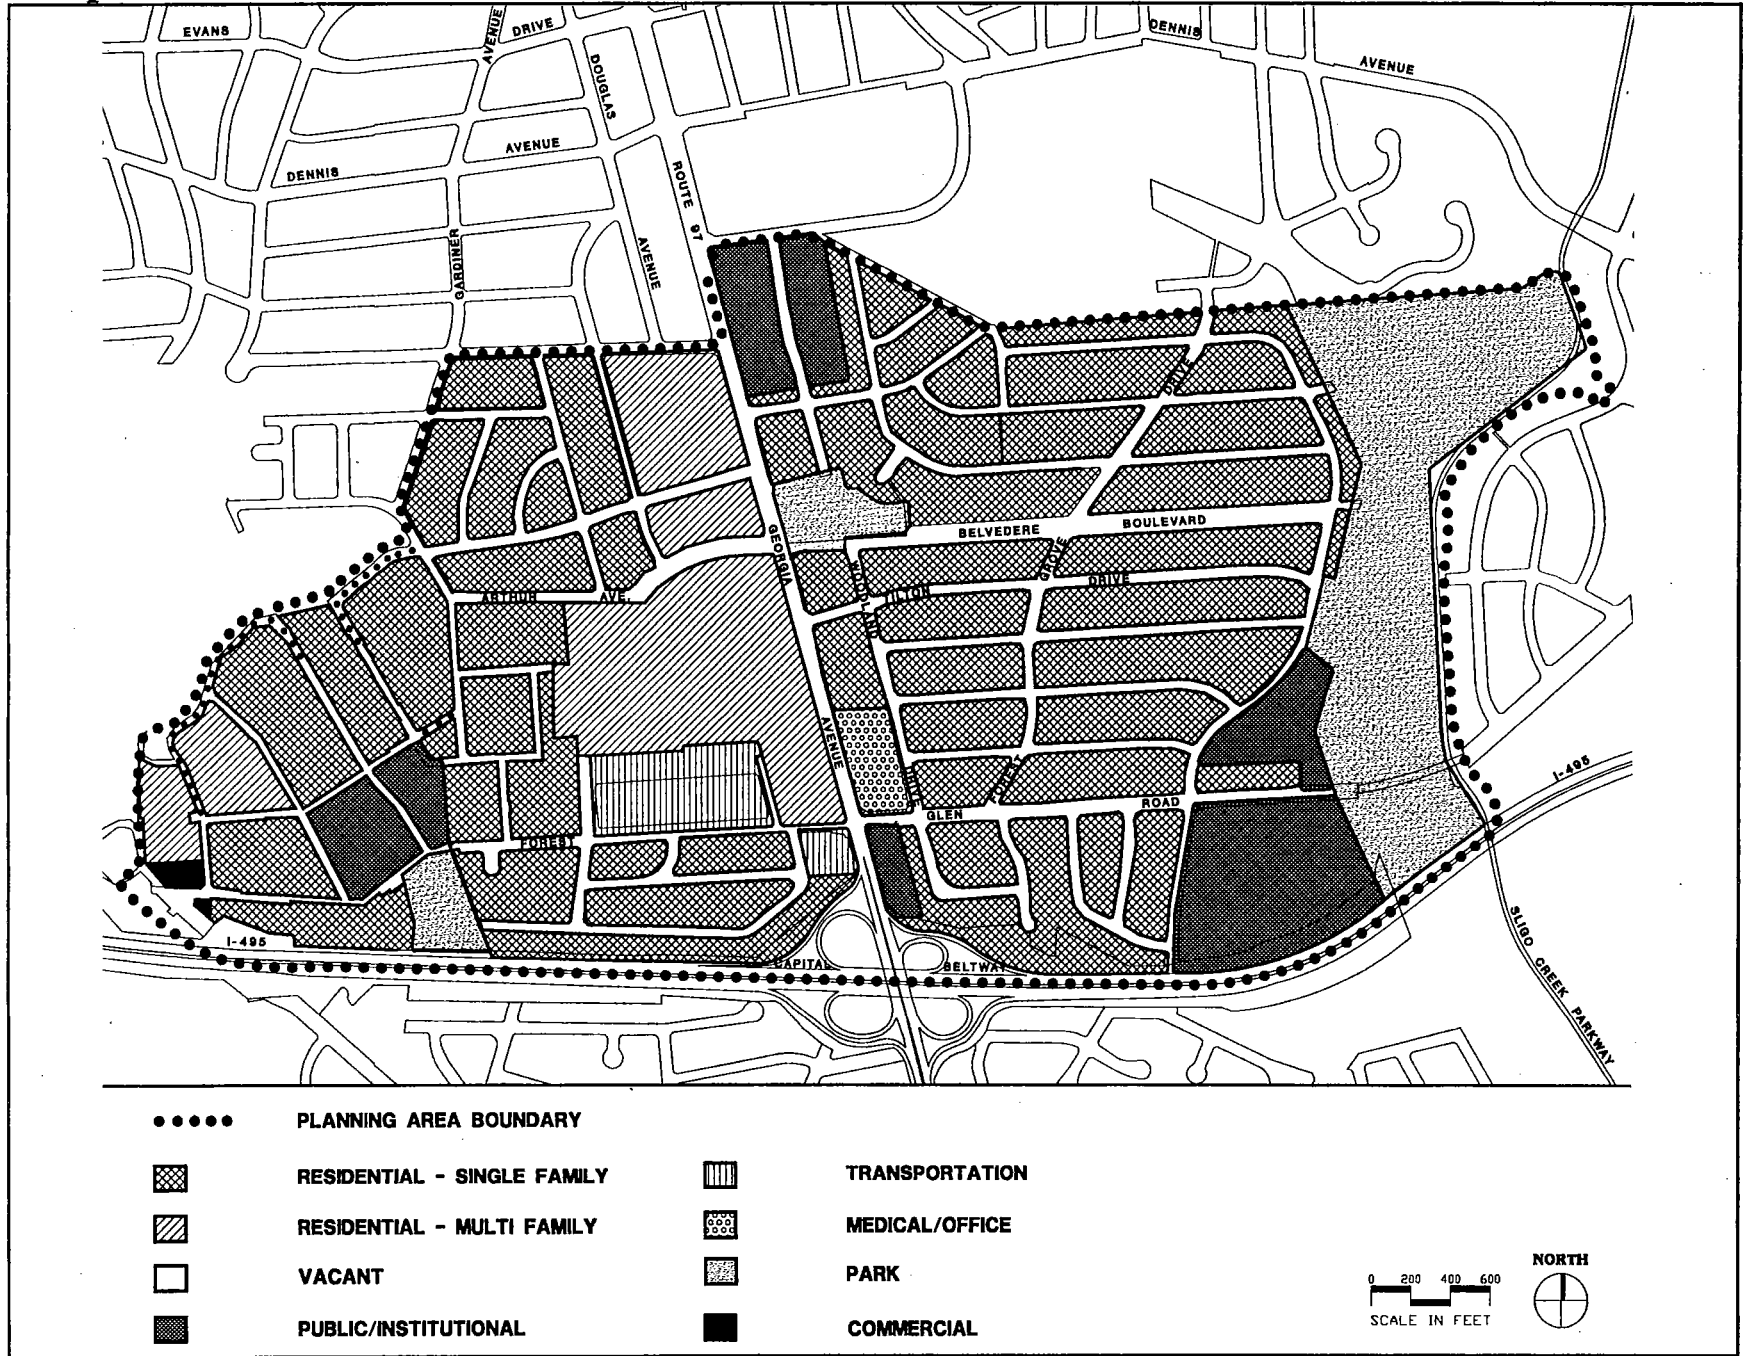 EVANS
AVENUE
DRIVE
DENNIS
AVENUE
DOUGLAS
AVENUE
DENNIS
AVENUE
ROUTE 97
GARDINER
DRIVE
GEORGIA
BELVEDERE
BOULEVARD
WOODLAND
GROVE
TILTON
DRIVE
ARTHUR
AVE.
AVENUE
DRIVE
FOREST
GLEN
ROAD
FOREST
I-495
I-495
CAPITAL
BELTWAY
SLIGO CREEK PARKWAY
PLANNING AREA BOUNDARY
RESIDENTIAL - SINGLE FAMILY
RESIDENTIAL - MULTI FAMILY
VACANT
PUBLIC/INSTITUTIONAL
TRANSPORTATION
MEDICAL/OFFICE
PARK
COMMERCIAL
0 200 400 600
SCALE IN FEET
NORTH